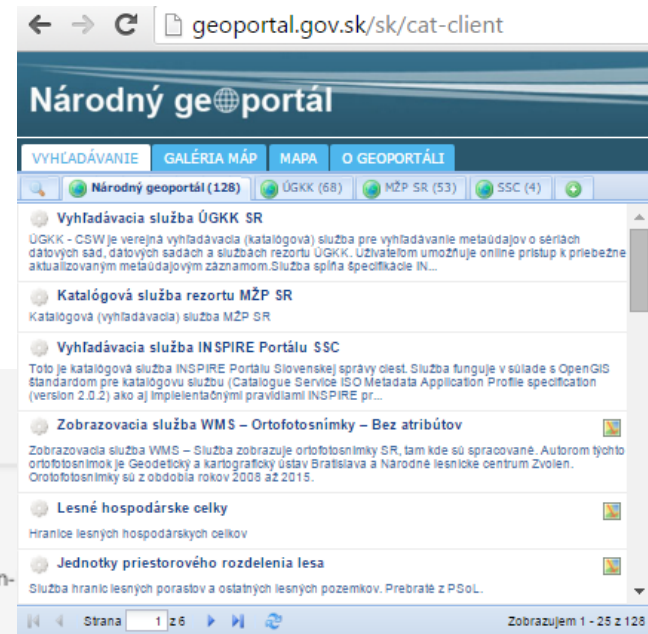 geoportal.gov.sk/sk/cat-client
Národný geoportál
VYHĽADÁVANIE GALÉRIA MÁP MAPA O GEOPORTÁLI
Národný geoportál (128) ÚGKK (68) MŽP SR (53) SSC (4)
Vyhľadávacia služba ÚGKK SR
ÚGKK - CSW je verejná vyhľadávacia (katalógová) služba pre vyhľadávanie metaúdajov o sériách
dátových sád, dátových sadách a službách rezortu ÚGKK. Užívateľom umožňuje online prístup k priebežne
aktualizovaným metaúdajovým záznamom.Služba spĺňa špecifikácie IN...
Katalógová služba rezortu MŽP SR
Katalógová (vyhľadávacia) služba MŽP SR
Vyhľadávacia služba INSPIRE Portálu SSC
Toto je katalógová služba INSPIRE Portálu Slovenskej správy ciest. Služba funguje v súlade s OpenGIS
štandardom pre katalógovu službu (Catalogue Service ISO Metadata Application Profile specification
(version 2.0.2) ako aj implelentačnými pravidlami INSPIRE pr...
Zobrazovacia služba WMS – Ortofotosnímky – Bez atribútov
Zobrazovacia služba WMS – Služba zobrazuje ortofotosnímky SR, tam kde sú spracované. Autorom týchto
ortofotosnímok je Geodetický a kartografický ústav Bratislava a Národné lesnícke centrum Zvolen.
Orotofotosnímky sú z obdobia rokov 2008 až 2015.
Lesné hospodárske celky
Hranice lesných hospodárskych celkov
Jednotky priestorového rozdelenia lesa
n-
Služba hraníc lesných porastov a ostatných lesných pozemkov. Prebraté z PSoL.
Strana 1 z 6 Zobrazujem 1 - 25 z 128